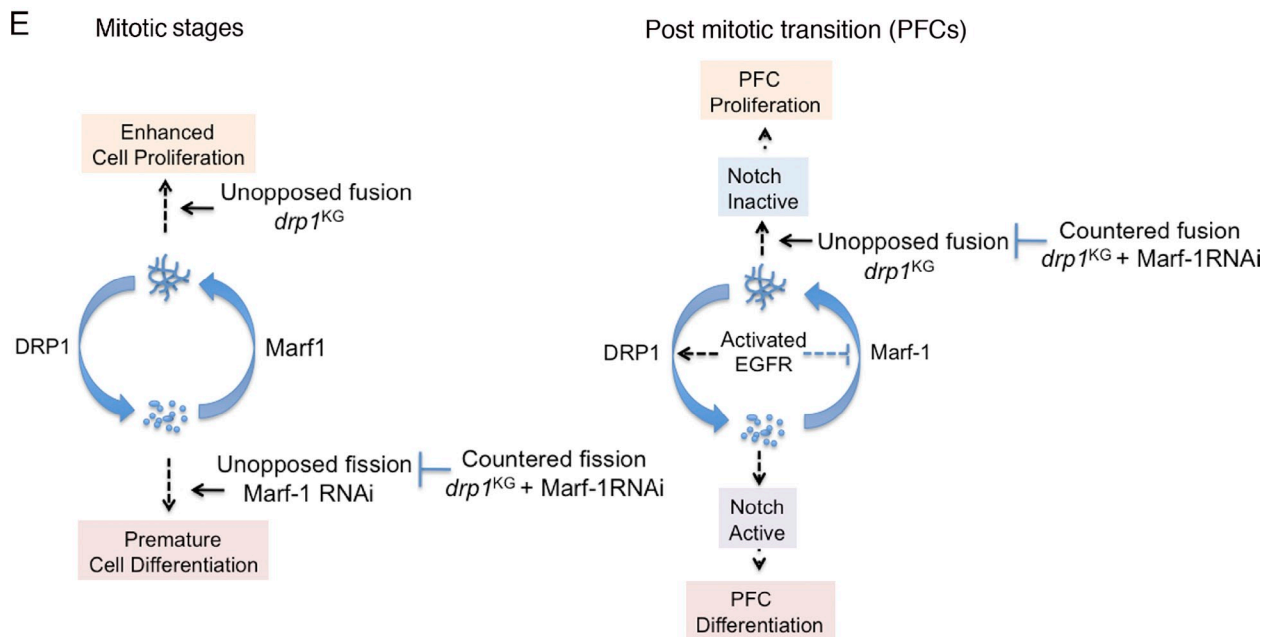 E
Mitotic stages
Enhanced
Cell Proliferation
Unopposed fusion
drp1KG
DRP1
Marf1
Unopposed fission
Marf-1 RNAi
Countered fission
drp1KG + Marf-1RNAi
Premature
Cell Differentiation
Post mitotic transition (PFCs)
PFC
Proliferation
Notch
Inactive
Unopposed fusion
drp1KG
Countered fusion
drp1KG + Marf-1RNAi
DRP1
Activated
EGFR
Marf-1
Notch
Active
PFC
Differentiation